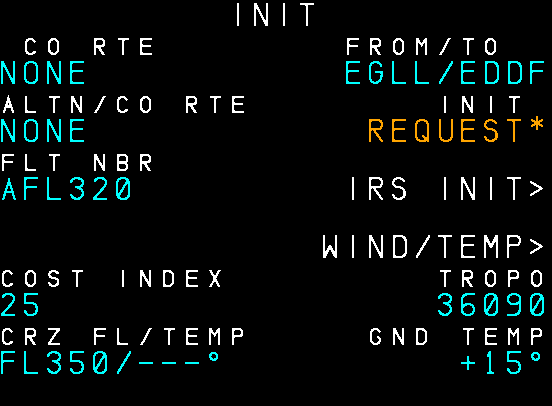 INIT
CO RTE FROM/TO
NONE EGLL/EDDF
ALTN/CO RTE INIT
NONE REQUEST*
FLT NBR
AFL320 IRS INIT>
WIND/TEMP>
COST INDEX TROPO
25 36090
CRZ FL/TEMP GND TEMP
FL350/---° +15°